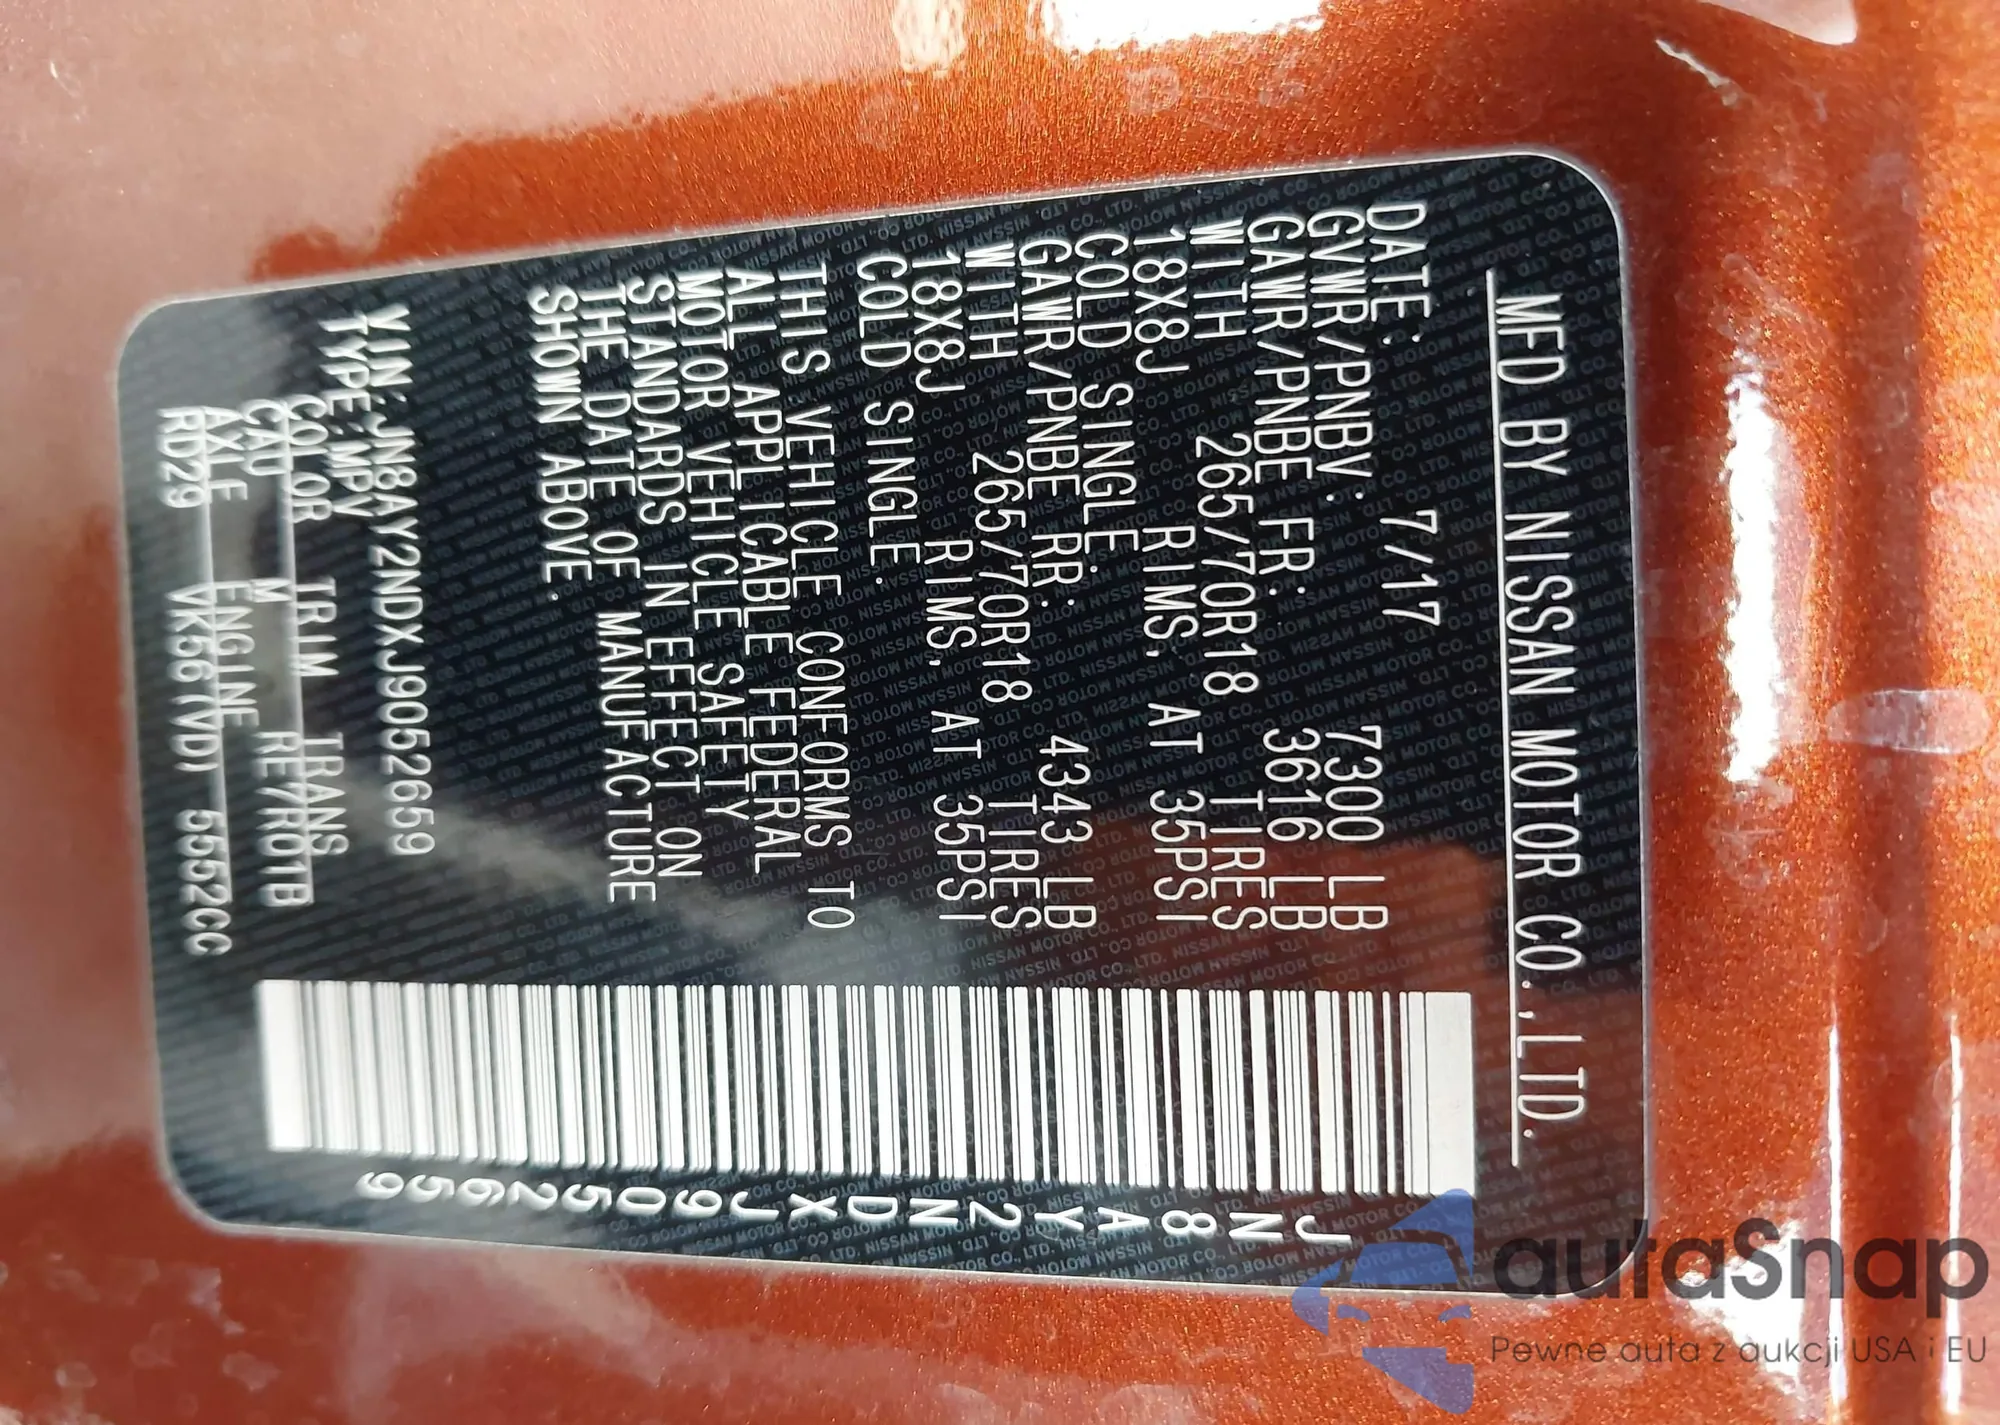 MFD BY NISSAN MOTOR CO.,LTD.
DATE: 7/17
GVWR/PNBV: 7300 LB
GAWR/PNBE FR: 3616 LB
WITH 265/70R18 TIRES
18X8J RIMS, AT 35PSI
COLD SINGLE.
GAWR/PNBE RR: 4343 LB
WITH 265/70R18 TIRES
18X8J RIMS, AT 35PSI
COLD SINGLE.
THIS VEHICLE CONFORMS TO
ALL APPLICABLE FEDERAL
MOTOR VEHICLE SAFETY
STANDARDS IN EFFECT ON
THE DATE OF MANUFACTURE
SHOWN ABOVE.
VIN:JN8AY2NDXJ9052659
TYPE:MPV
COLOR TRIM TRANS
CAU M RE7R01B
AXLE ENGINE
RD29 VK56(VD) 5552CC
JN8AY2NDXJ9052659
autaSnap
Pewne auta z aukcji USA i EU